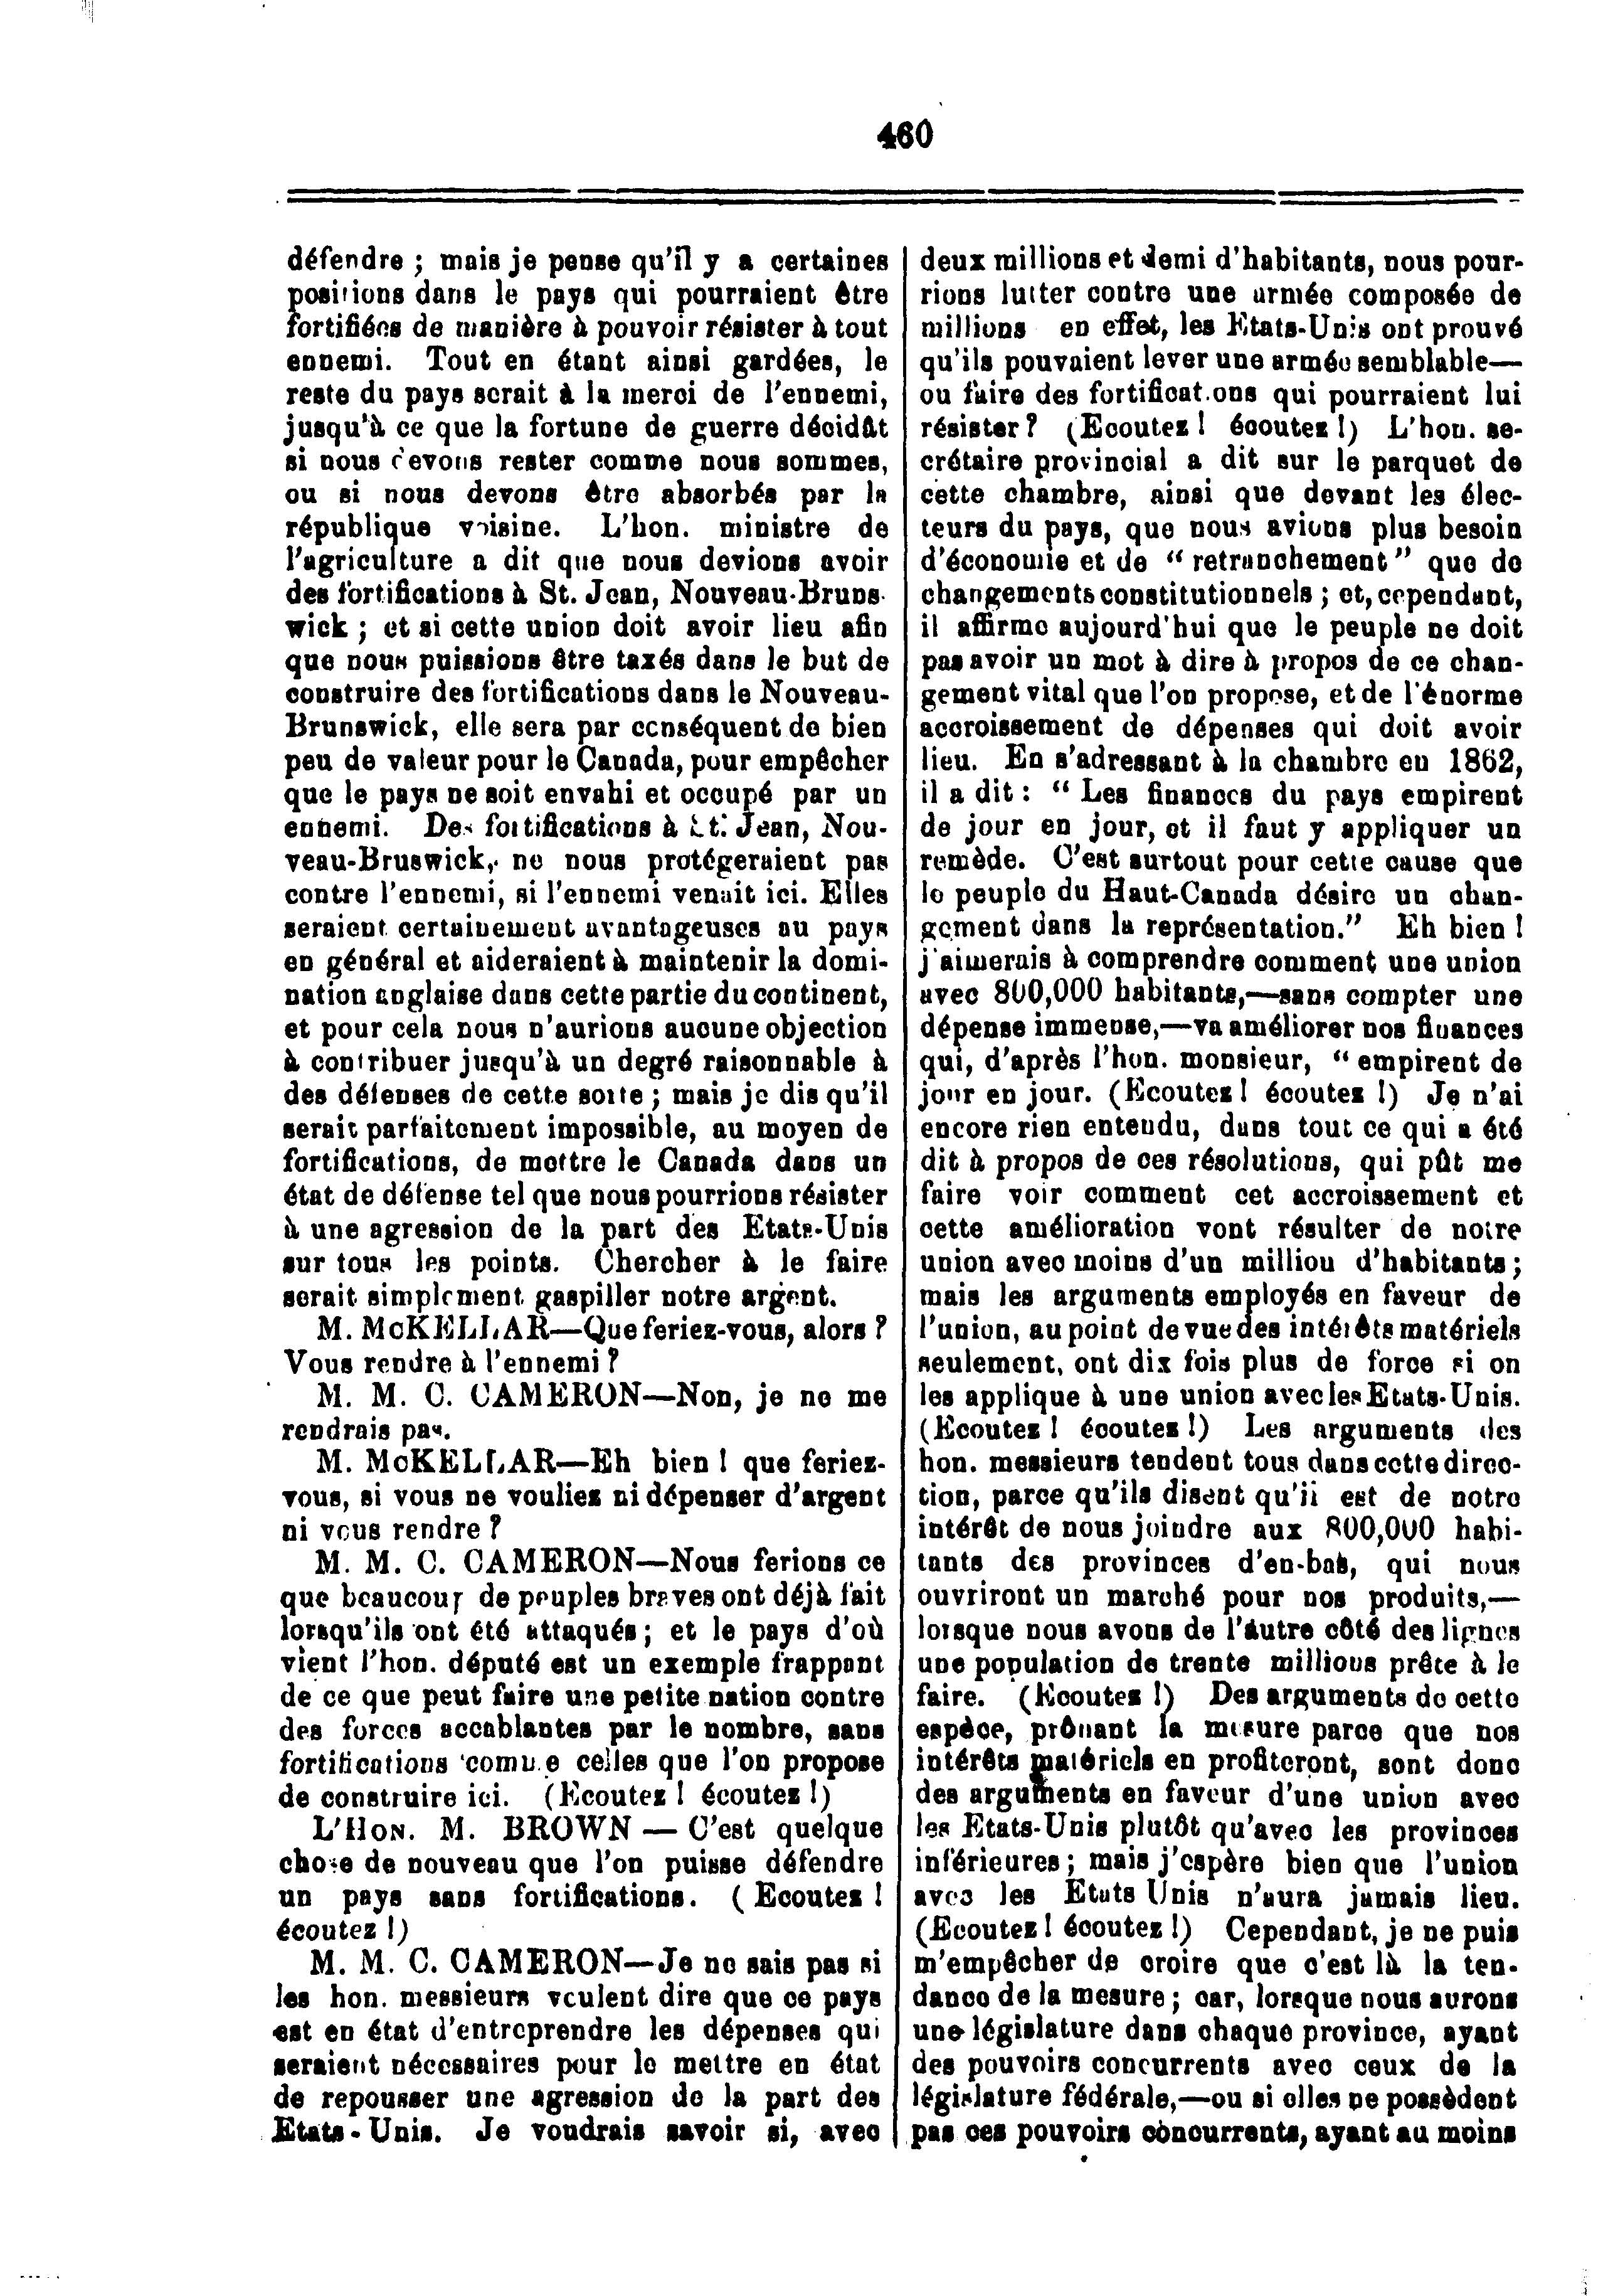 460
défendre ; mais je pense qu'il y a certaines
positions dans le pays qui pourraient être
fortifiées de manière à pouvoir résister à tout
ennemi. Tout en étant ainsi gardées, le
reste du pays serait à la merci de l'ennemi,
jusqu'à ce que la fortune de guerre décidât
si nous devons rester comme nous sommes,
ou si nous devons être absorbés par la
république voisine. L'hon. ministre de
l'agriculture a dit que nous devions avoir
des fortifications à St. Jean, Nouveau-Bruns-
wick ; et si cette union doit avoir lieu afin
que nous puissions être taxés dans le but de
construire des fortifications dans le Nouveau-
Brunswick, elle sera par conséquent de bien
peu de valeur pour le Canada, pour empêcher
que le pays ne soit envahi et occupé par un
ennemi. Des fortifications à St. Jean, Nou-
veau-Bruswick, ne nous protégeraient pas
contre l'ennemi, si l'ennemi venait ici. Elles
seraient certainement avantageuses au pays
en général et aideraient à maintenir la domi-
nation anglaise dans cette partie du continent,
et pour cela nous n'aurions aucune objection
à contribuer jusqu'à un degré raisonnable à
des défenses de cette sorte ; mais je dis qu'il
serait parfaitement impossible, au moyen de
fortifications, de mettre le Canada dans un
état de défense tel que nous pourrions résister
à une agression de la part des Etats-Unis
sur tous les points. Chercher à le faire
serait simplement gaspiller notre argent.
M. McKELLAR—Que feriez-vous, alors ?
Vous rendre à l'ennemi ?
M. M. C. CAMERON—Non, je ne me
rendrais pas.
M. McKELLAR—Eh bien ! que feriez-
vous, si vous ne vouliez ni dépenser d'argent
ni vous rendre ?
M. M. C. CAMERON—Nous ferions ce
que beaucoup de peuples braves ont déjà fait
lorsqu'ils ont été attaqués ; et le pays d'où
vient l'hon. député est un exemple frappant
de ce que peut faire une petite nation contre
des forces accablantes par le nombre, sans
fortifications comme celles que l'on propose
de construire ici. (Ecoutez ! écoutez !)
L'HON. M. BROWN — C'est quelque
chose de nouveau que l'on puisse défendre
un pays sans fortifications. ( Ecoutez !
écoutez !)
M. M. C. CAMERON—Je ne sais pas si
les hon. messieurs veulent dire que ce pays
est en état d'entreprendre les dépenses qui
seraient nécessaires pour le mettre en état
de repousser une agression de la part des
Etats-Unis. Je voudrais savoir si, avec
deux millions et demi d'habitants, nous pour-
rions lutter contre une armée composée de
millions en effet, les Etats-Unis ont prouvé
qu'ils pouvaient lever une armée semblable—
ou faire des fortifications qui pourraient lui
résister ? (Ecoutez ! écoutez !) L'hon. se-
crétaire provincial a dit sur le parquet de
cette chambre, ainsi que devant les élec-
teurs du pays, que nous avions plus besoin
d'économie et de " retranchement " que de
changements constitutionnels ; et, cependant,
il affirme aujourd'hui que le peuple ne doit
pas avoir un mot à dire à propos de ce chan-
gement vital que l'on propose, et de l'énorme
accroissement de dépenses qui doit avoir
lieu. En s'adressant à la chambre en 1862,
il a dit : " Les finances du pays empirent
de jour en jour, et il faut y appliquer un
remède. C'est surtout pour cette cause que
le peuple du Haut-Canada désire un chan-
gement dans la représentation." Eh bien !
j'aimerais à comprendre comment une union
avec 800,000 habitants,—sans compter une
dépense immense,—va améliorer nos finances
qui, d'après l'hon. monsieur, " empirent de
jour en jour. (Ecoutez ! écoutez !) Je n'ai
encore rien entendu, dans tout ce qui a été
dit à propos de ces résolutions, qui pût me
faire voir comment cet accroissement et
cette amélioration vont résulter de notre
union avec moins d'un million d'habitants ;
mais les arguments employés en faveur de
l'union, au point de vue des intérêts matériels
seulement, ont dix fois plus de force si on
les applique à une union avec les Etats-Unis.
(Ecoutez ! écoutez !) Les arguments des
hon. messieurs tendent tous dans cette direc-
tion, parce qu'ils disent qu'il est de notre
intérêt de nous joindre aux 800,000 habi-
tants des provinces d'en-bas, qui nous
ouvriront un marché pour nos produits,—
lorsque nous avons de l'autre côté des lignes
une population de trente millions prête à le
faire. (Ecoutez !) Des arguments de cette
espèce, prônant la mesure parce que nos
intérêts matériels en profiteront, sont donc
des arguments en faveur d'une union avec
les Etats-Unis plutôt qu'avec les provinces
inférieures ; mais j'espère bien que l'union
avec les Etats Unis n'aura jamais lieu.
(Ecoutez ! écoutez !) Cependant, je ne puis
m'empêcher de croire que c'est là la ten-
dance de la mesure ; car, lorsque nous aurons
une législature dans chaque province, ayant
des pouvoirs concurrents avec ceux de la
législature fédérale,—ou si elles ne possèdent
pas ces pouvoirs concurrents, ayant au moins